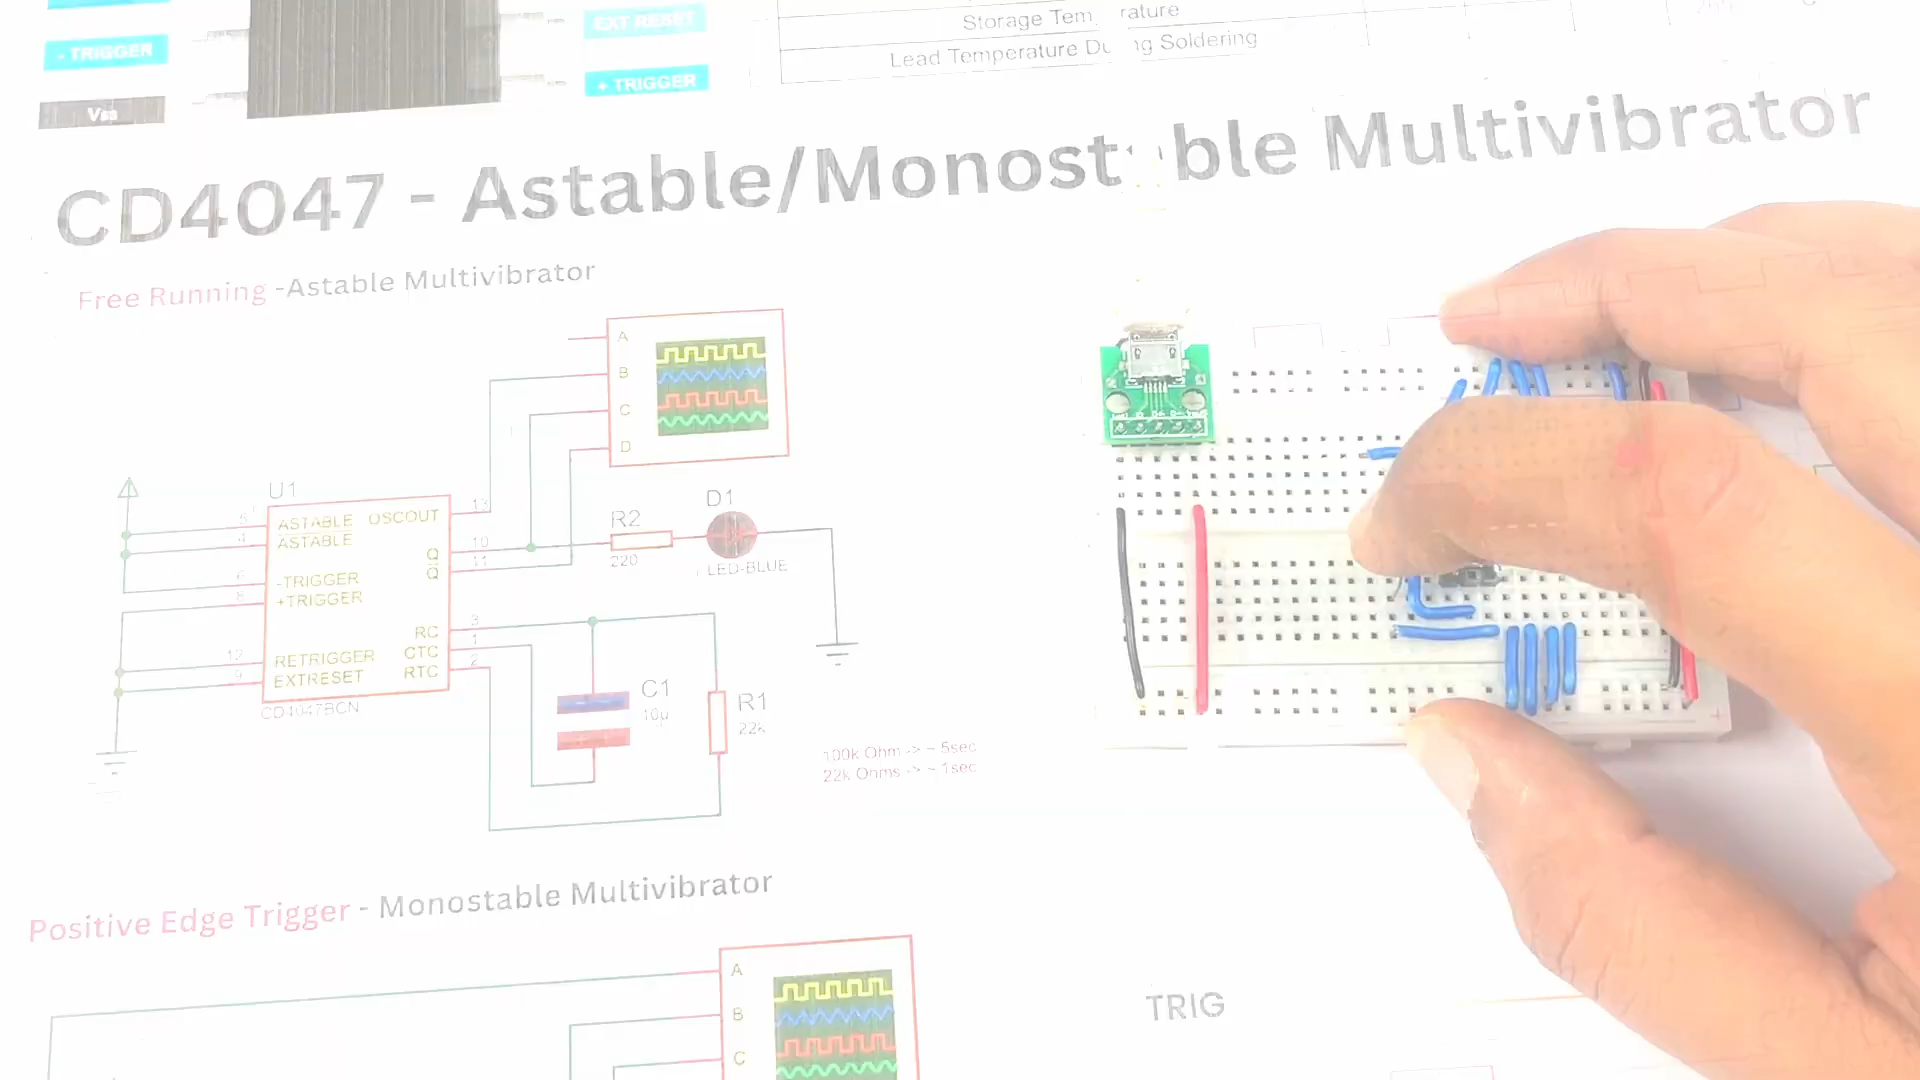 - TRIGGER
EXT RESET
Vss
+ TRIGGER
Storage Tem rature
Lead Temperature Du ng Soldering
CD4047 - Astable/Monost ble Multivibrator
Free Running -Astable Multivibrator
A
B
C
D
U1
5
4
6
8
12
9
ASTABLE
ASTABLE
-TRIGGER
+TRIGGER
RETRIGGER
EXTRESET
OSCOUT
Q
Q
RC
CTC
RTC
13
10
11
3
1
2
CD4047BCN
R2
220
D1
LED-BLUE
C1
10µ
R1
22k
100k Ohm -> ~ 5sec
22k Ohms -> ~ 1sec
Positive Edge Trigger - Monostable Multivibrator
A
B
C
TRIG